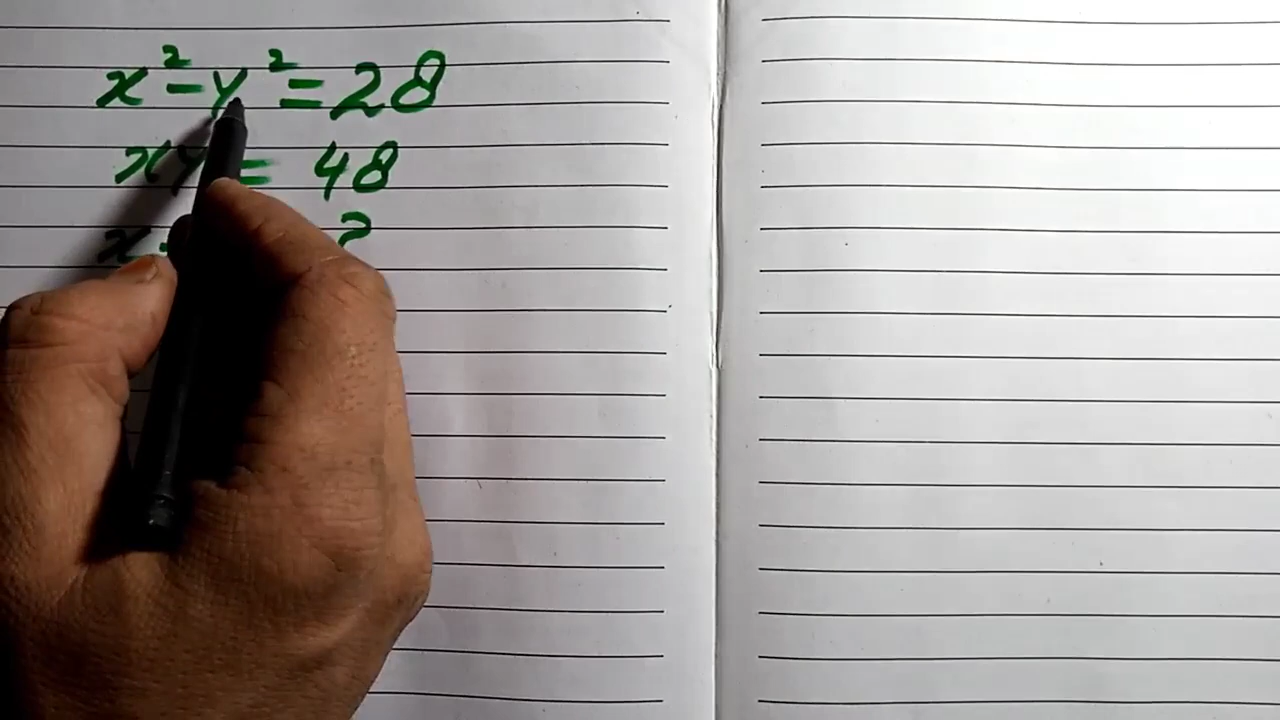 x² - y² = 28
xy = 48
x ?